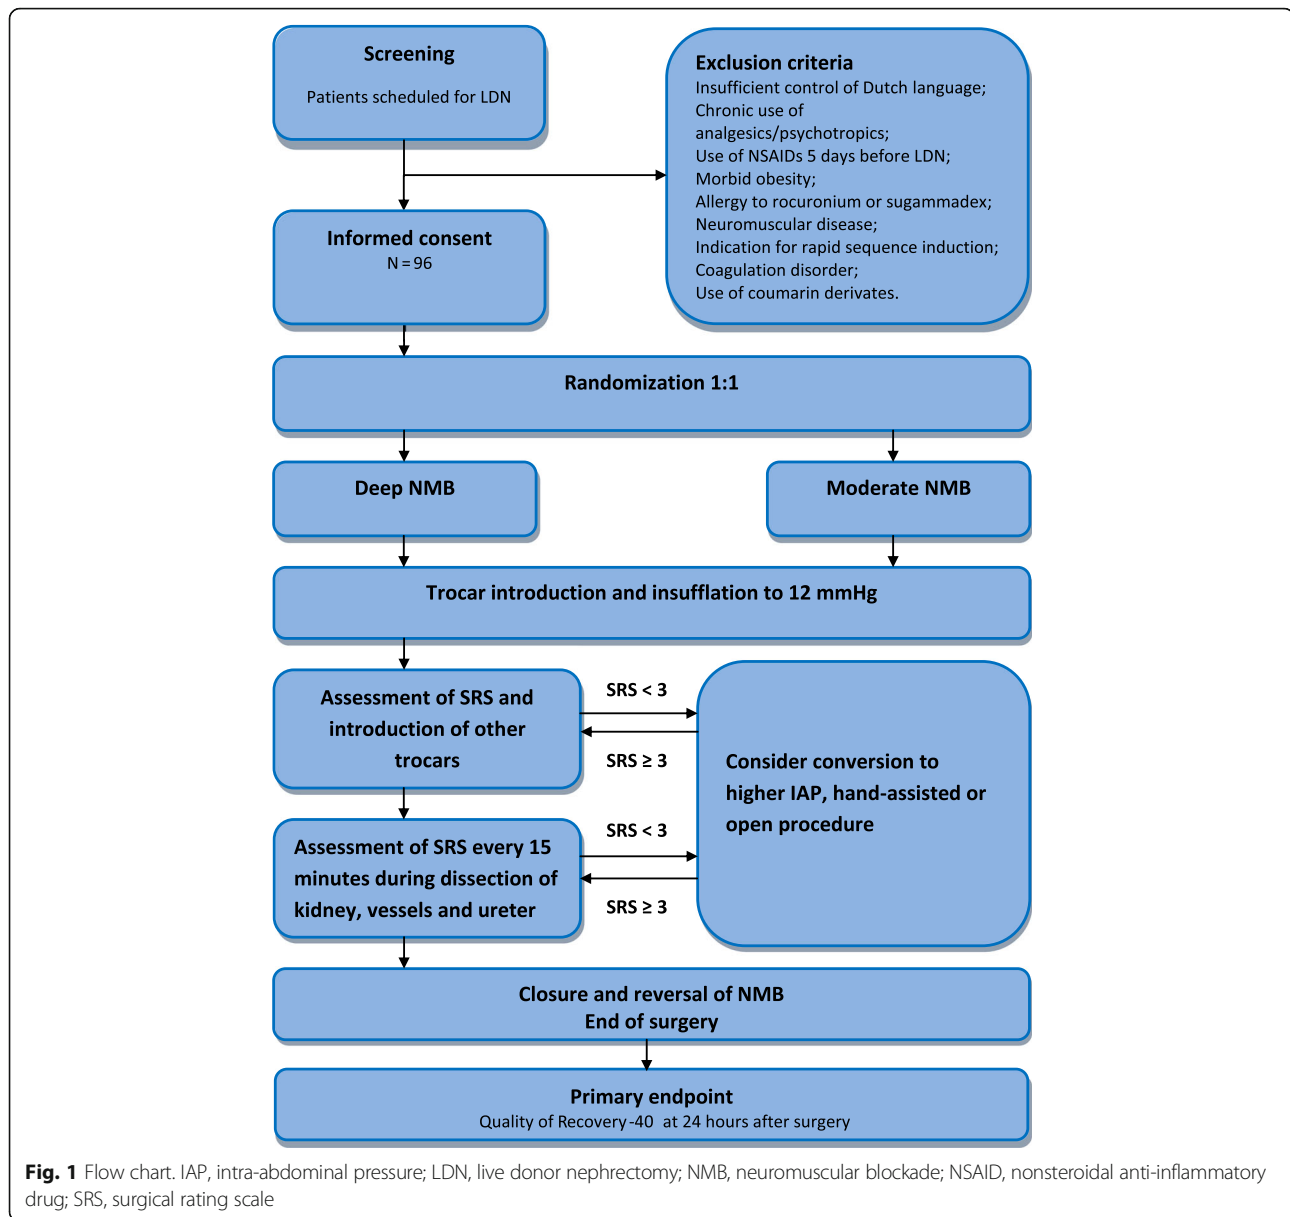 Screening
Patients scheduled for LDN
Exclusion criteria
Insufficient control of Dutch language;
Chronic use of
analgesics/psychotropics;
Use of NSAIDs 5 days before LDN;
Morbid obesity;
Allergy to rocuronium or sugammadex;
Neuromuscular disease;
Indication for rapid sequence induction;
Coagulation disorder;
Use of coumarin derivates.
Informed consent
N = 96
Randomization 1:1
Deep NMB
Moderate NMB
Trocar introduction and insufflation to 12 mmHg
Assessment of SRS and
introduction of other
trocars
SRS < 3
SRS ≥ 3
Consider conversion to
higher IAP, hand-assisted or
open procedure
Assessment of SRS every 15
minutes during dissection of
kidney, vessels and ureter
SRS < 3
SRS ≥ 3
Closure and reversal of NMB
End of surgery
Primary endpoint
Quality of Recovery-40 at 24 hours after surgery
Fig. 1 Flow chart. IAP, intra-abdominal pressure; LDN, live donor nephrectomy; NMB, neuromuscular blockade; NSAID, nonsteroidal anti-inflammatory
drug; SRS, surgical rating scale